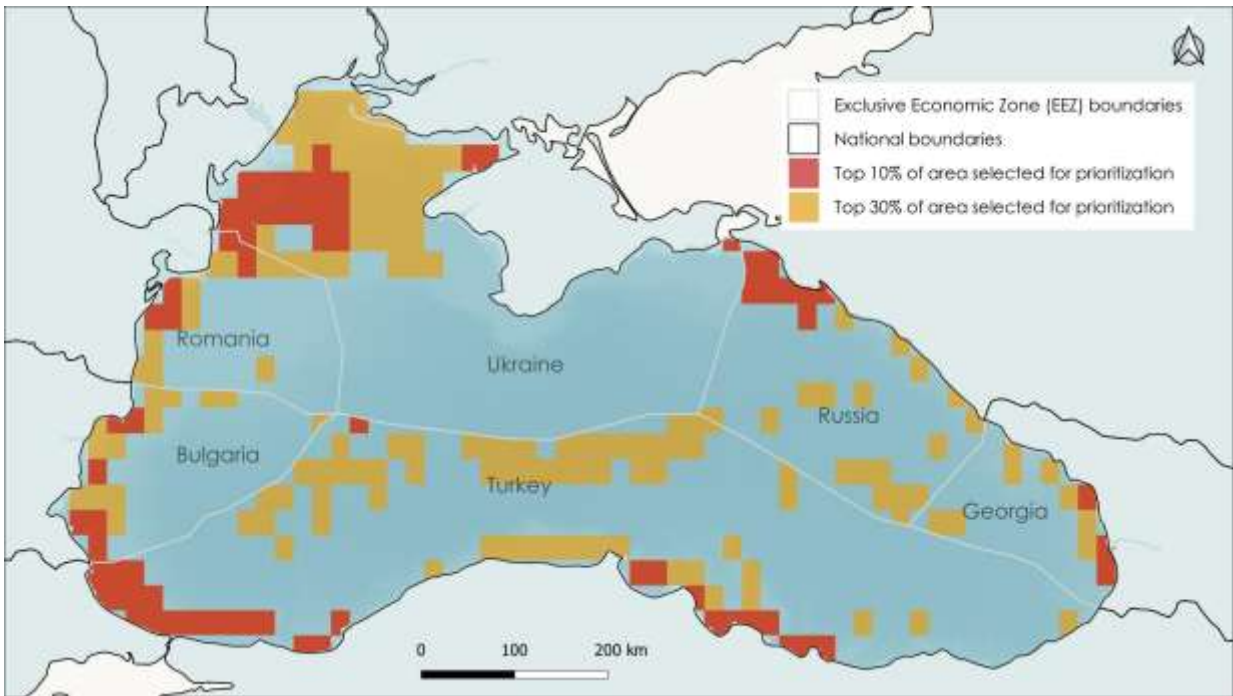 Exclusive Economic Zone (EEZ) boundaries
National boundaries
Top 10% of area selected for prioritization
Top 30% of area selected for prioritization
Romania
Ukraine
Russia
Bulgaria
Turkey
Georgia
0 100 200 km